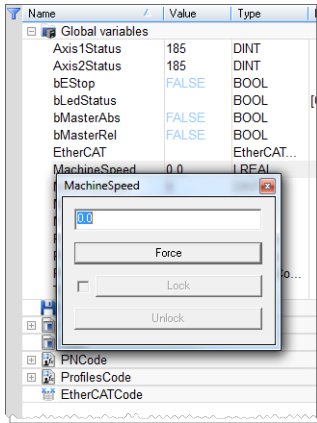 Name Value Type
Global variables
Axis1Status 185 DINT
Axis2Status 185 DINT
bEStop FALSE BOOL
bLedStatus BOOL
bMasterAbs FALSE BOOL
bMasterRel FALSE BOOL
EtherCAT EtherCAT...
MachineSpeed 0.0 LREAL
MachineSpeed
0.0
Force
Lock
Unlock
PNCode
ProfilesCode
EtherCATCode